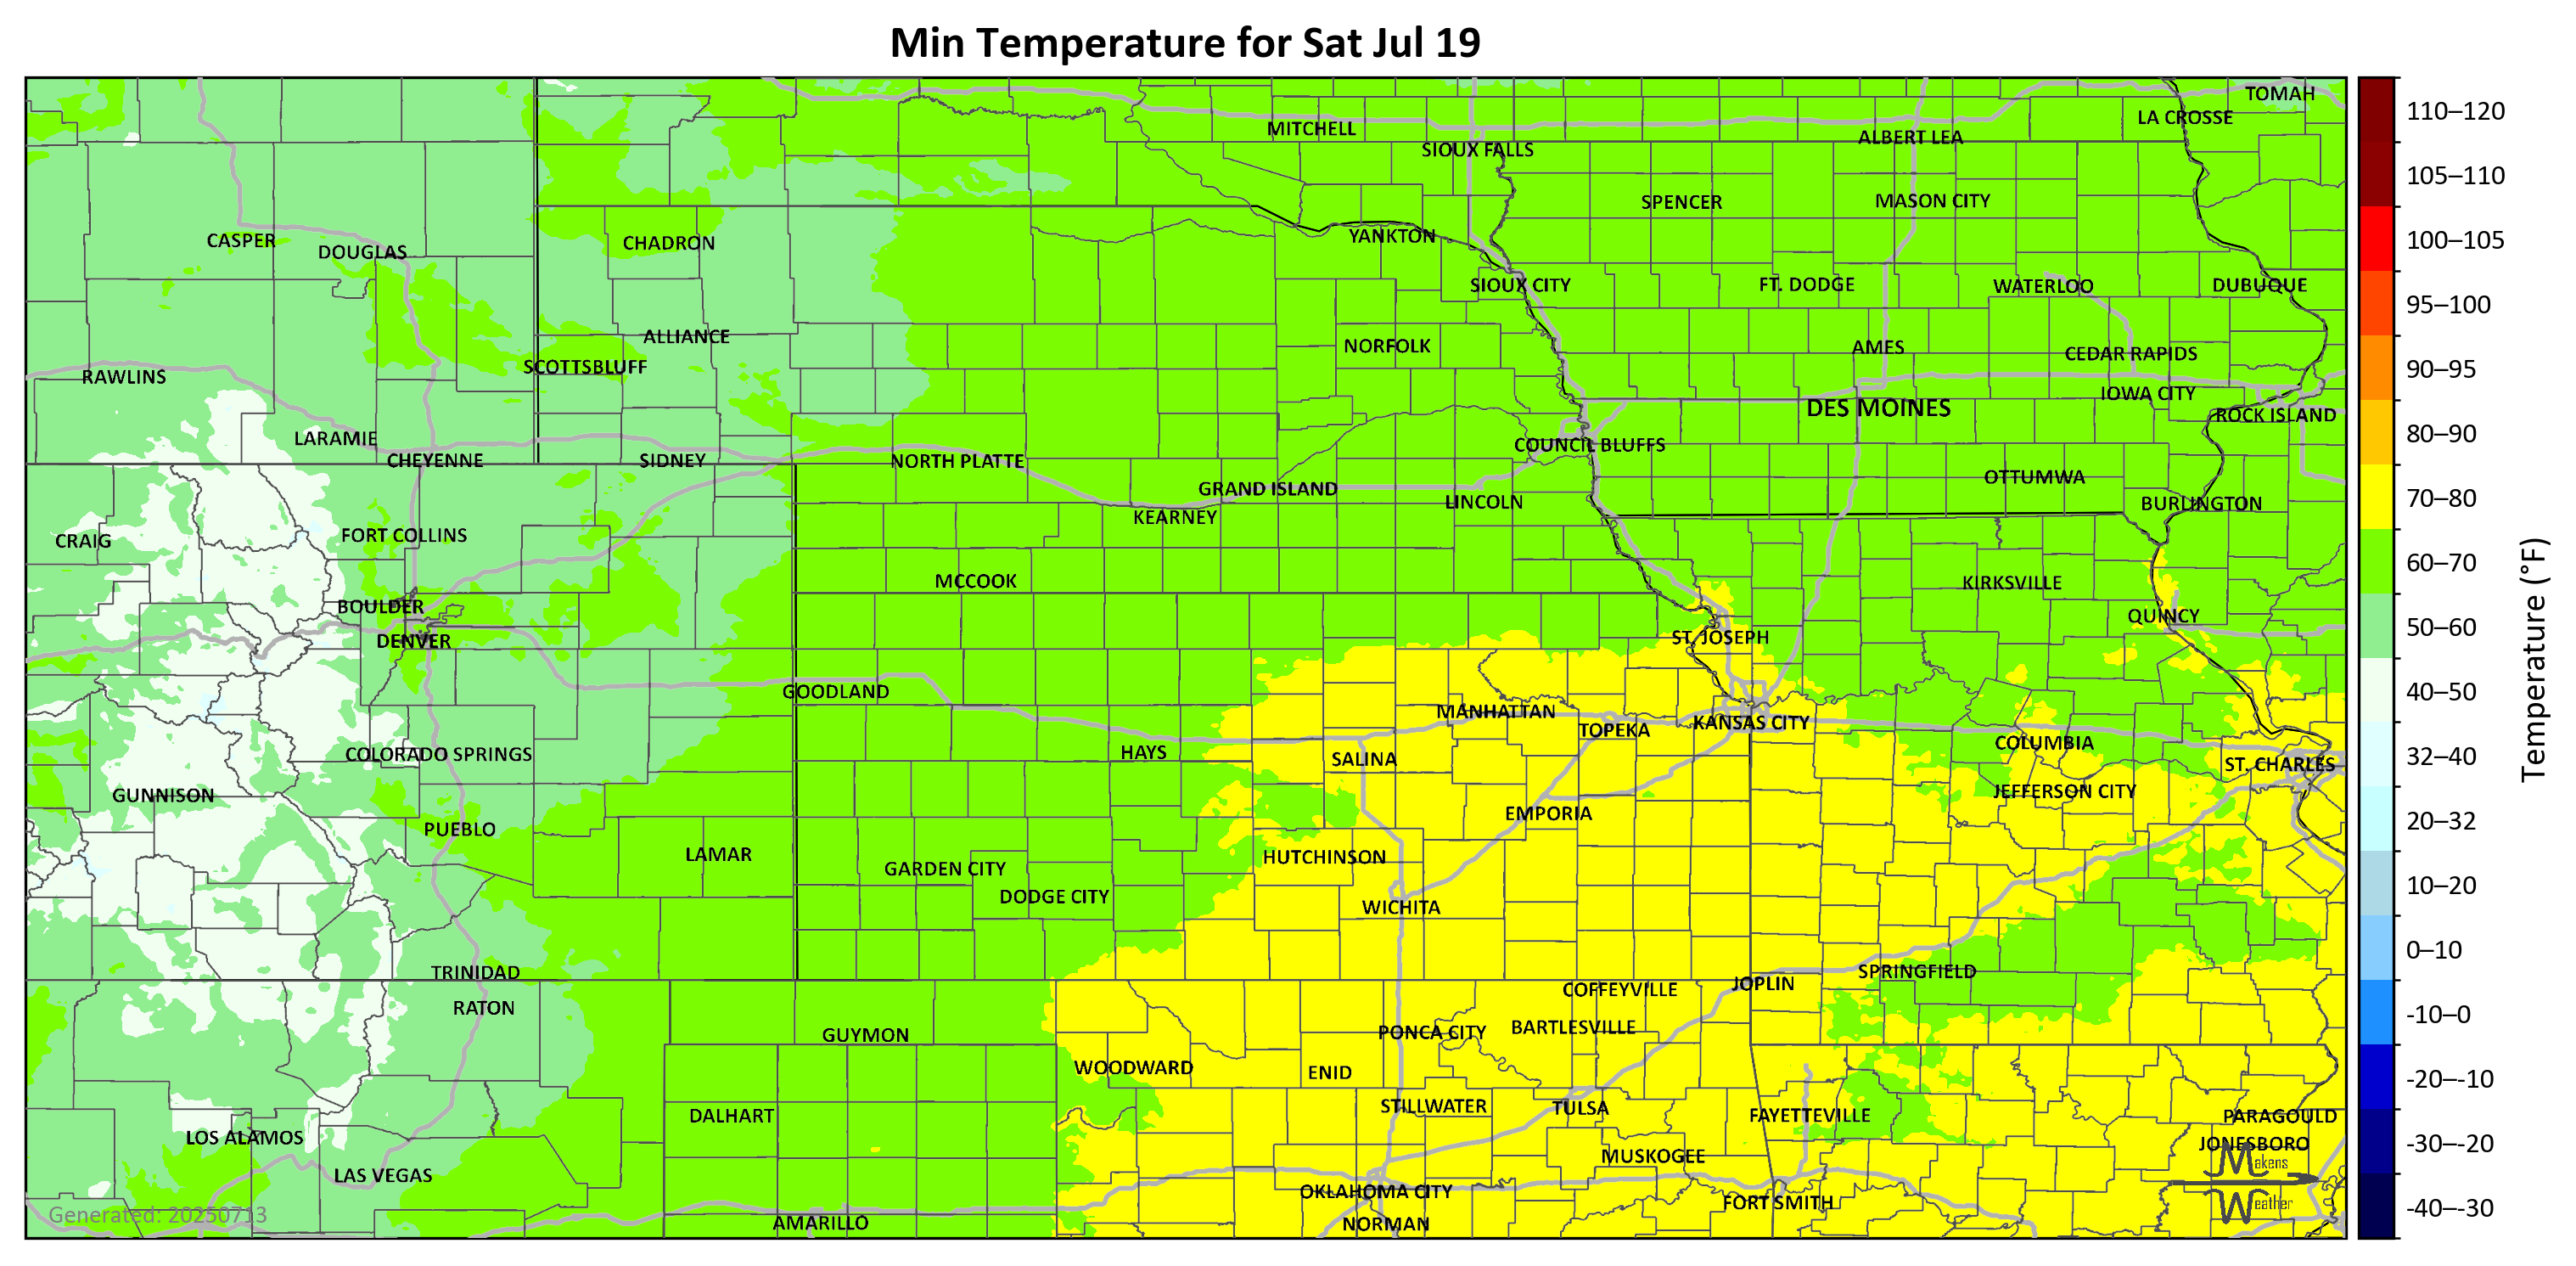 Min Temperature for Sat Jul 19
TOMAH
LA CROSSE
MITCHELL
ALBERT LEA
SIOUX FALLS
SPENCER
MASON CITY
CASPER
DOUGLAS
CHADRON
YANKTON
SIOUX CITY
FT. DODGE
WATERLOO
DUBUQUE
ALLIANCE
NORFOLK
AMES
CEDAR RAPIDS
SCOTTSBLUFF
RAWLINS
IOWA CITY
DES MOINES
ROCK ISLAND
LARAMIE
COUNCIL BLUFFS
CHEYENNE
SIDNEY
NORTH PLATTE
OTTUMWA
GRAND ISLAND
LINCOLN
BURLINGTON
KEARNEY
FORT COLLINS
CRAIG
MCCOOK
KIRKSVILLE
BOULDER
QUINCY
DENVER
ST. JOSEPH
GOODLAND
MANHATTAN
TOPEKA
KANSAS CITY
COLUMBIA
COLORADO SPRINGS
HAYS
SALINA
ST. CHARLES
GUNNISON
JEFFERSON CITY
EMPORIA
PUEBLO
LAMAR
HUTCHINSON
GARDEN CITY
DODGE CITY
WICHITA
TRINIDAD
SPRINGFIELD
JOPLIN
COFFEYVILLE
RATON
GUYMON
PONCA CITY
BARTLESVILLE
WOODWARD
ENID
STILLWATER
TULSA
DALHART
FAYETTEVILLE
PARAGOULD
LOS ALAMOS
JONESBORO
MUSKOGEE
LAS VEGAS
OKLAHOMA CITY
FORT SMITH
AMARILLO
NORMAN
Generated: 20250713
Makens
Weather
110–120
105–110
100–105
95–100
90–95
80–90
70–80
60–70
50–60
40–50
32–40
20–32
10–20
0–10
-10–0
-20–-10
-30–-20
-40–-30
Temperature (°F)